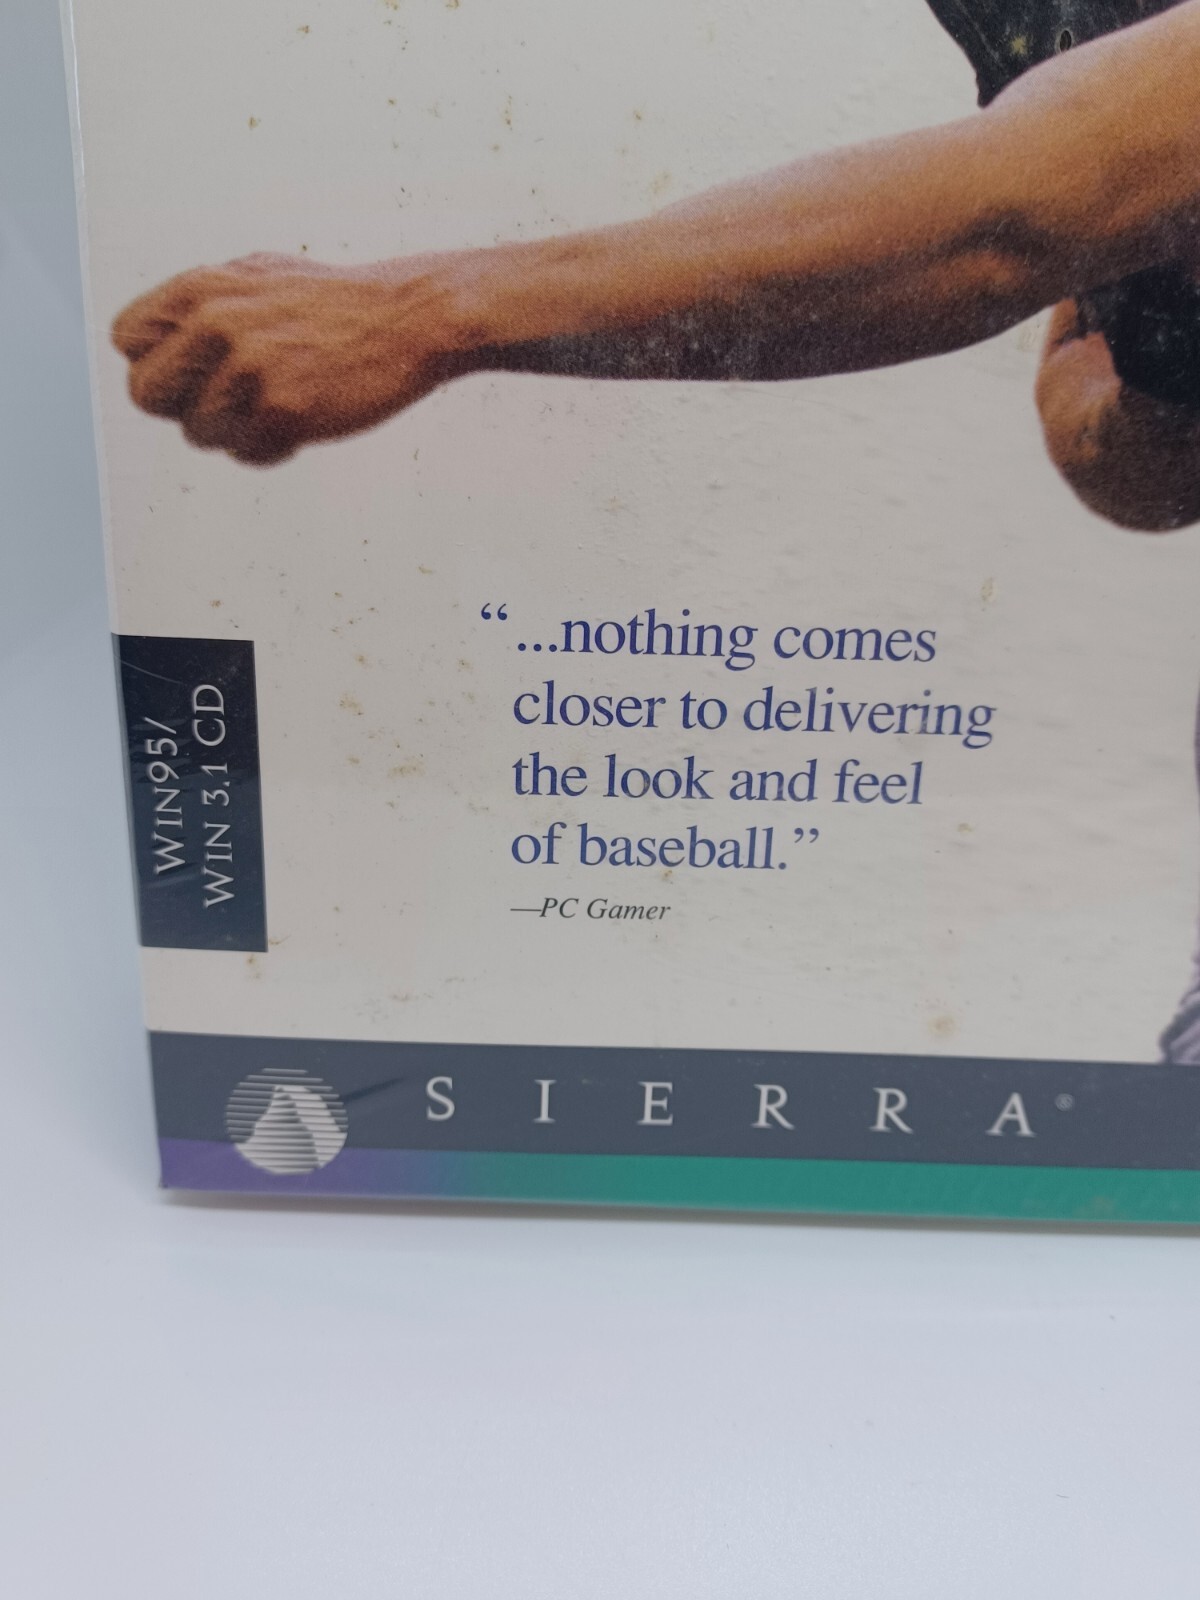 “...nothing comes
closer to delivering
the look and feel
of baseball.”
—PC Gamer
WIN95/
WIN 3.1 CD
SIERRA®